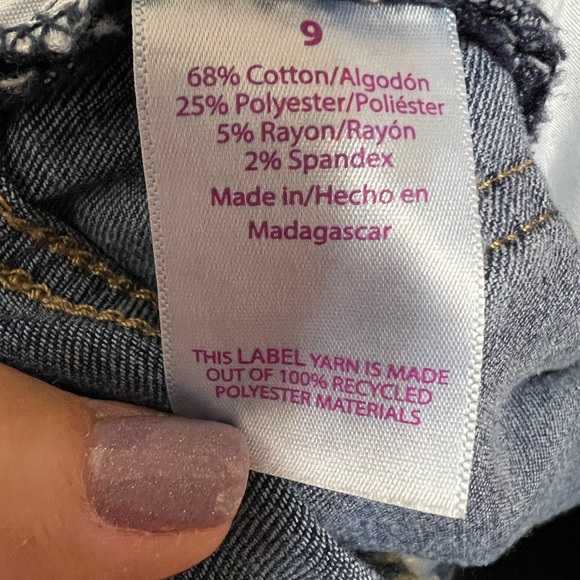 9
68% Cotton/Algodón
25% Polyester/Poliéster
5% Rayon/Rayón
2% Spandex
Made in/Hecho en
Madagascar
THIS LABEL YARN IS MADE
OUT OF 100% RECYCLED
POLYESTER MATERIALS